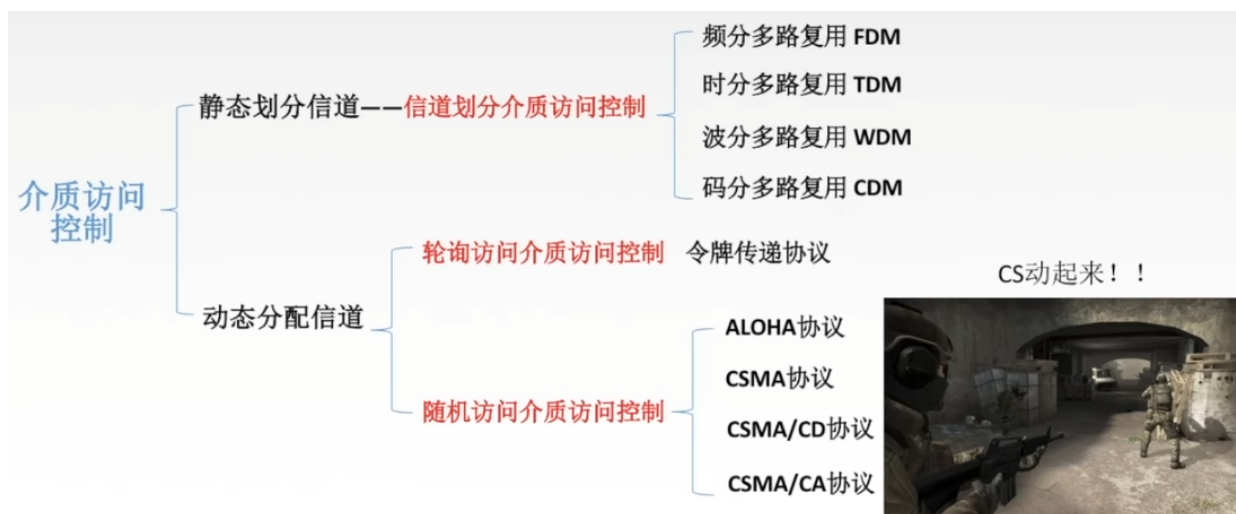 频分多路复用 FDM
静态划分信道——信道划分介质访问控制
时分多路复用 TDM
波分多路复用 WDM
码分多路复用 CDM
介质访问
控制
轮询访问介质访问控制 令牌传递协议
动态分配信道
随机访问介质访问控制
ALOHA协议
CSMA协议
CSMA/CD协议
CSMA/CA协议
CS动起来！！